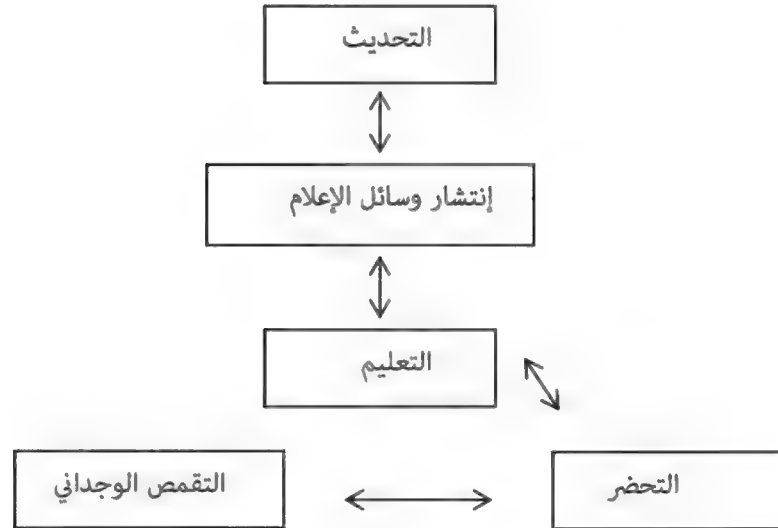 التحديث
إنتشار وسائل الإعلام
التعليم
التحضر
التقمص الوجداني